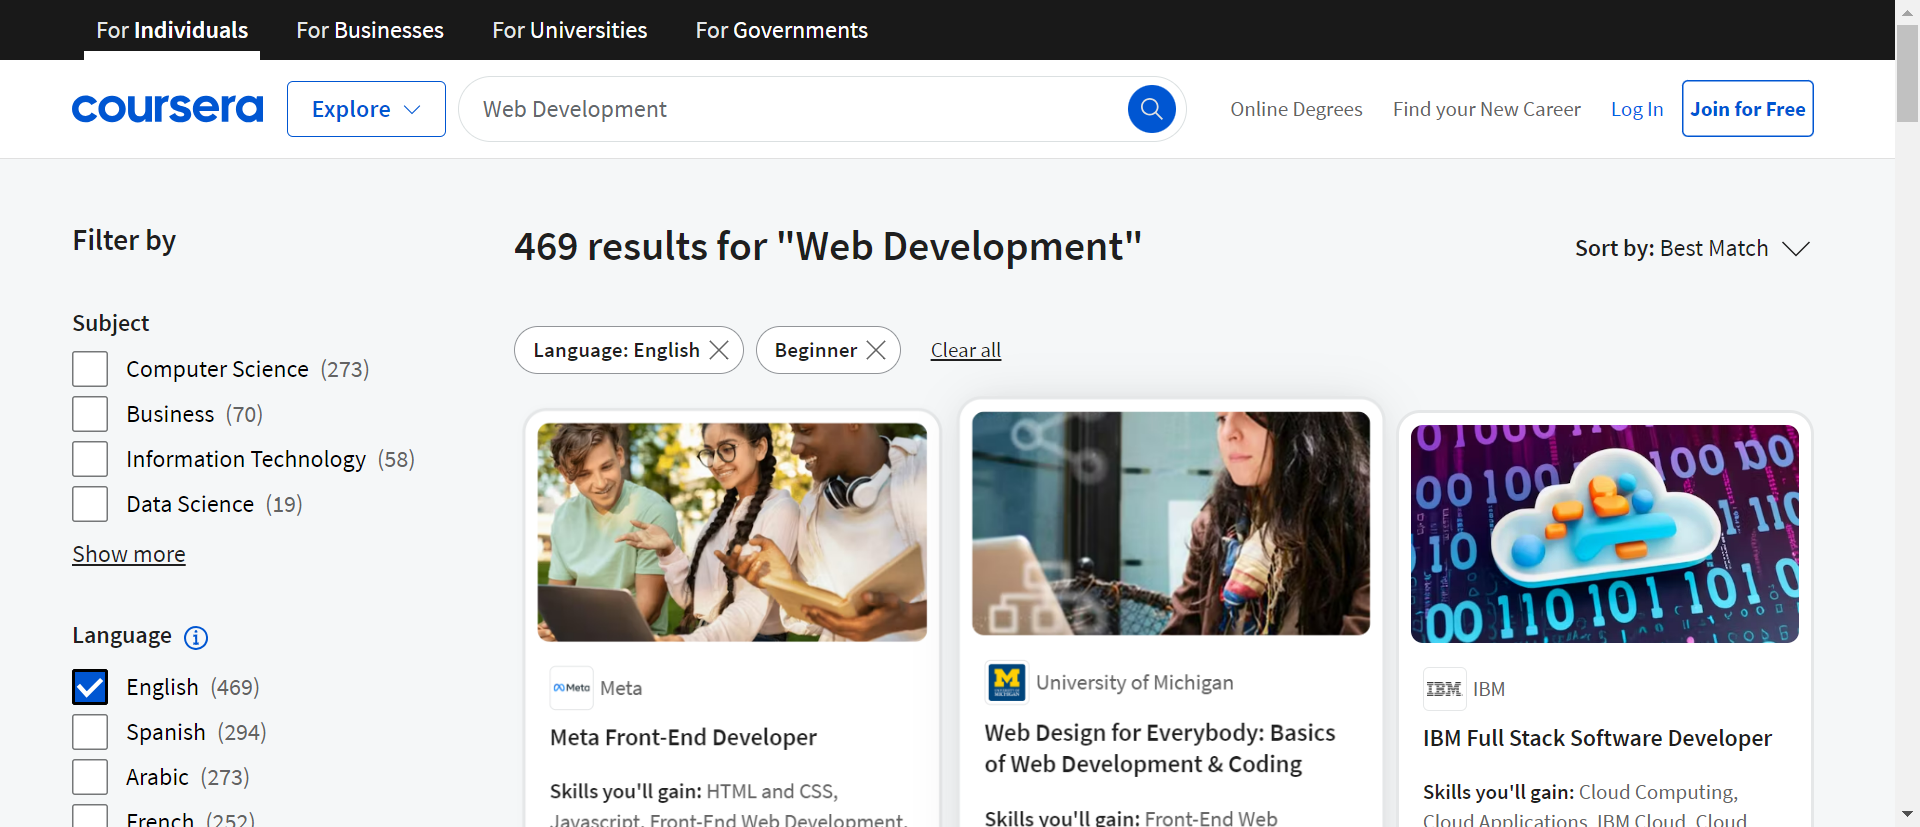 For Individuals
For Businesses
For Universities
For Governments
coursera
Explore
Web Development
Online Degrees
Find your New Career
Log In
Join for Free
Filter by
469 results for "Web Development"
Sort by: Best Match
Subject
Computer Science (273)
Business (70)
Information Technology (58)
Data Science (19)
Show more
Language
English (469)
Spanish (294)
Arabic (273)
French (252)
Language: English
Beginner
Clear all
Meta
Meta
Meta Front-End Developer
Skills you'll gain: HTML and CSS,
Javascript, Front-End Web Development,
M
University of Michigan
Web Design for Everybody: Basics
of Web Development & Coding
Skills you'll gain: Front-End Web
IBM
IBM
IBM Full Stack Software Developer
Skills you'll gain: Cloud Computing,
Cloud Applications, IBM Cloud, Cloud